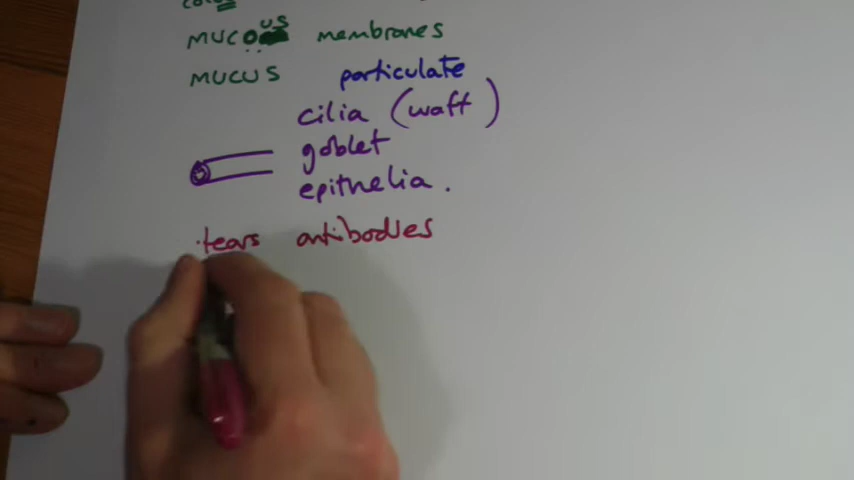 mucous membranes
mucus particulate
cilia (waft)
goblet
epithelia.
tears antibodies